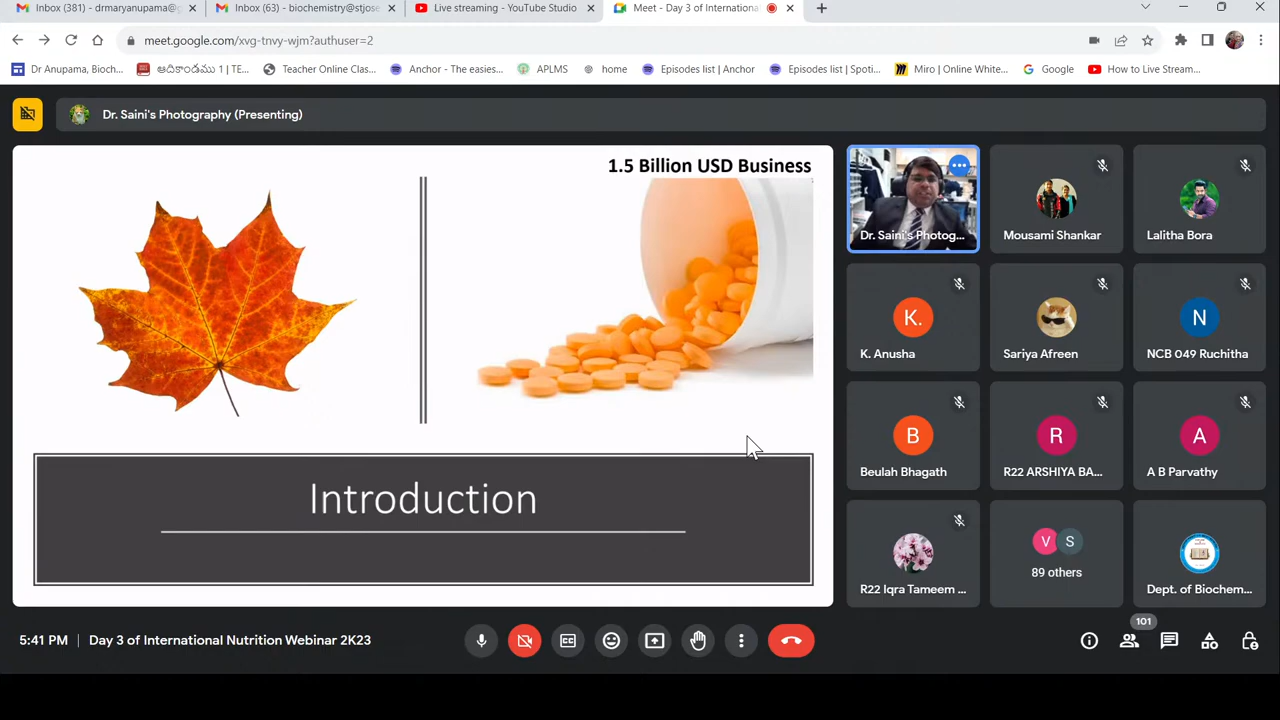 Inbox (381) - drmaryanupama@g
Inbox (63) - biochemistry@stjose
Live streaming - YouTube Studio
Meet - Day 3 of Internationa
meet.google.com/xvg-tnvy-wjm?authuser=2
Dr Anupama, Bioch...
ఆదికాండము 1 | TE...
Teacher Online Clas...
Anchor - The easies...
APLMS
home
Episodes list | Anchor
Episodes list | Spoti...
Miro | Online White...
Google
How to Live Strea...
Dr. Saini's Photography (Presenting)
1.5 Billion USD Business
Introduction
Dr. Saini's Photog...
Mousami Shankar
Lalitha Bora
K.
K. Anusha
Sariya Afreen
N
NCB 049 Ruchitha
B
Beulah Bhagath
R
R22 ARSHIYA BA...
A
A B Parvathy
R22 Iqra Tameem ...
V S
89 others
Dept. of Biochem...
5:41 PM Day 3 of International Nutrition Webinar 2K23
CC
101